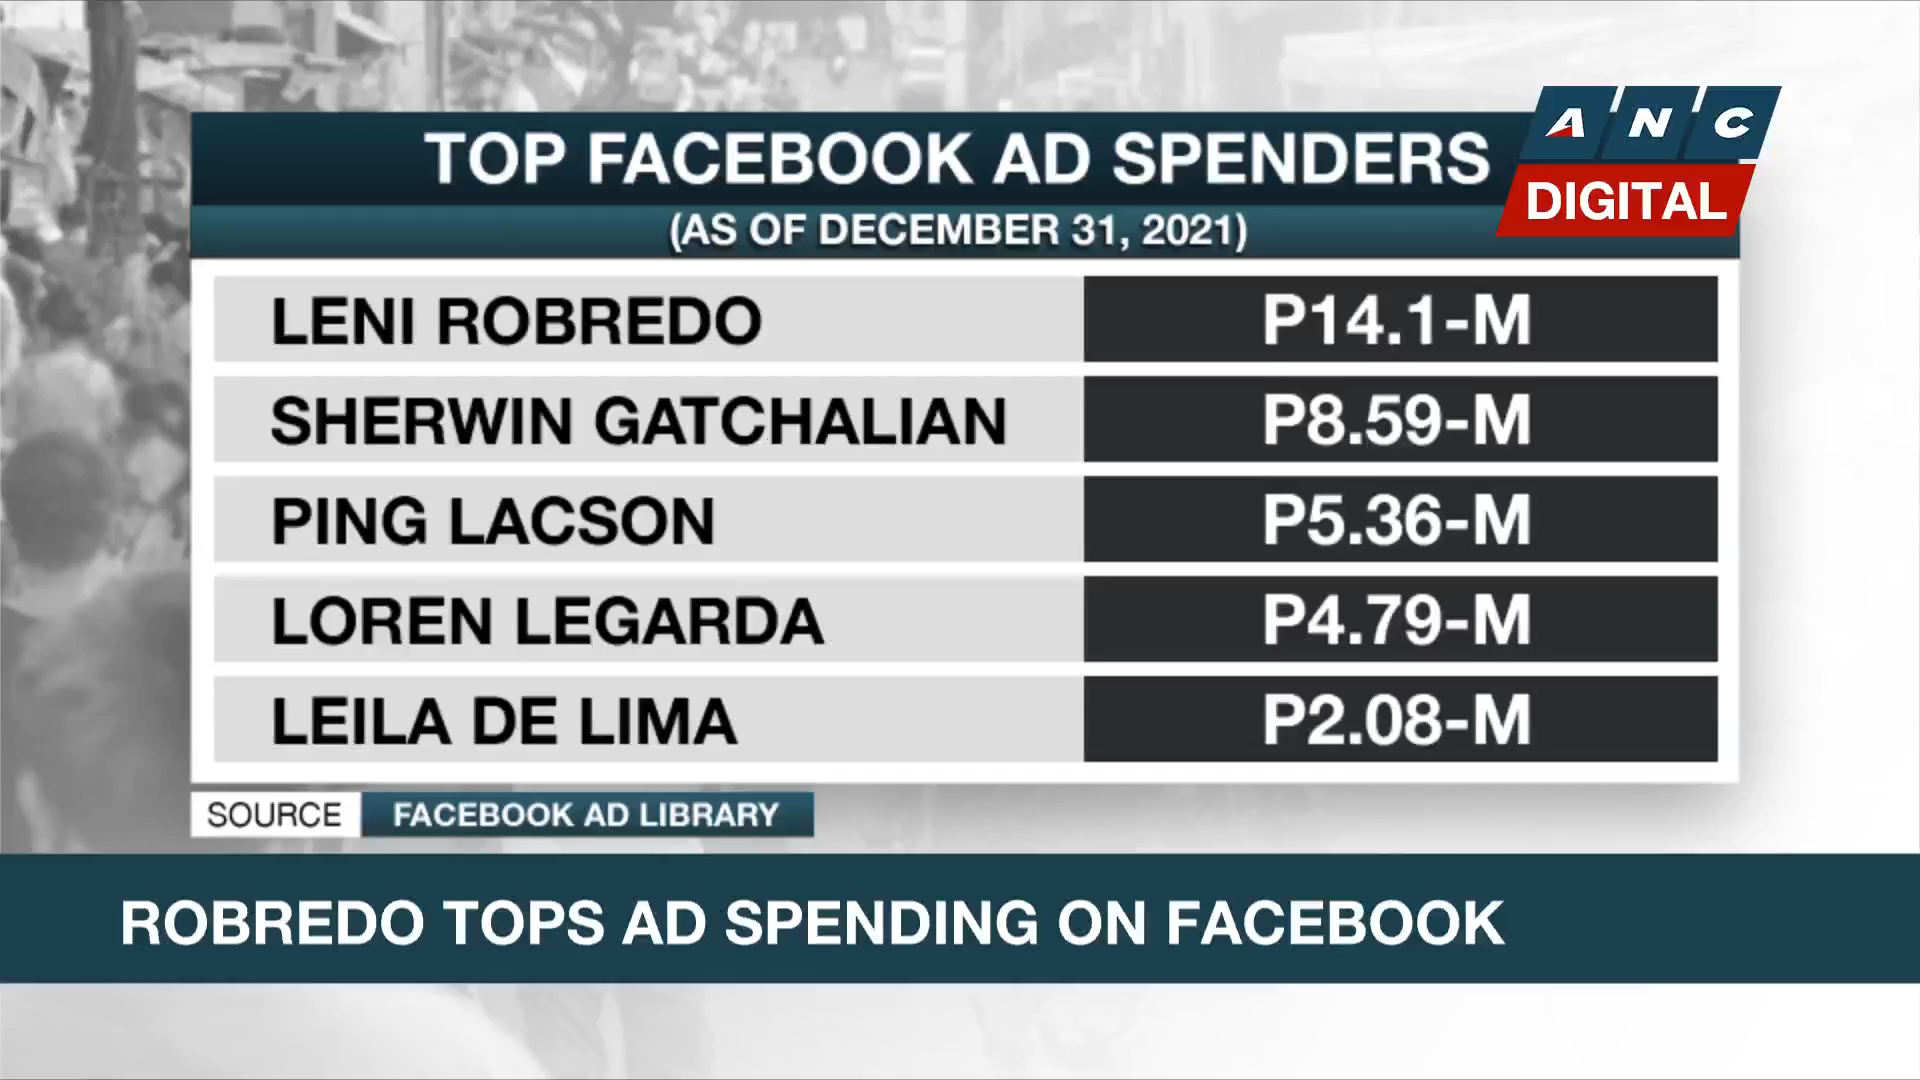 TOP FACEBOOK AD SPENDERS
ANC
DIGITAL
(AS OF DECEMBER 31, 2021)
LENI ROBREDO P14.1-M
SHERWIN GATCHALIAN P8.59-M
PING LACSON P5.36-M
LOREN LEGARDA P4.79-M
LEILA DE LIMA P2.08-M
SOURCE FACEBOOK AD LIBRARY
ROBREDO TOPS AD SPENDING ON FACEBOOK